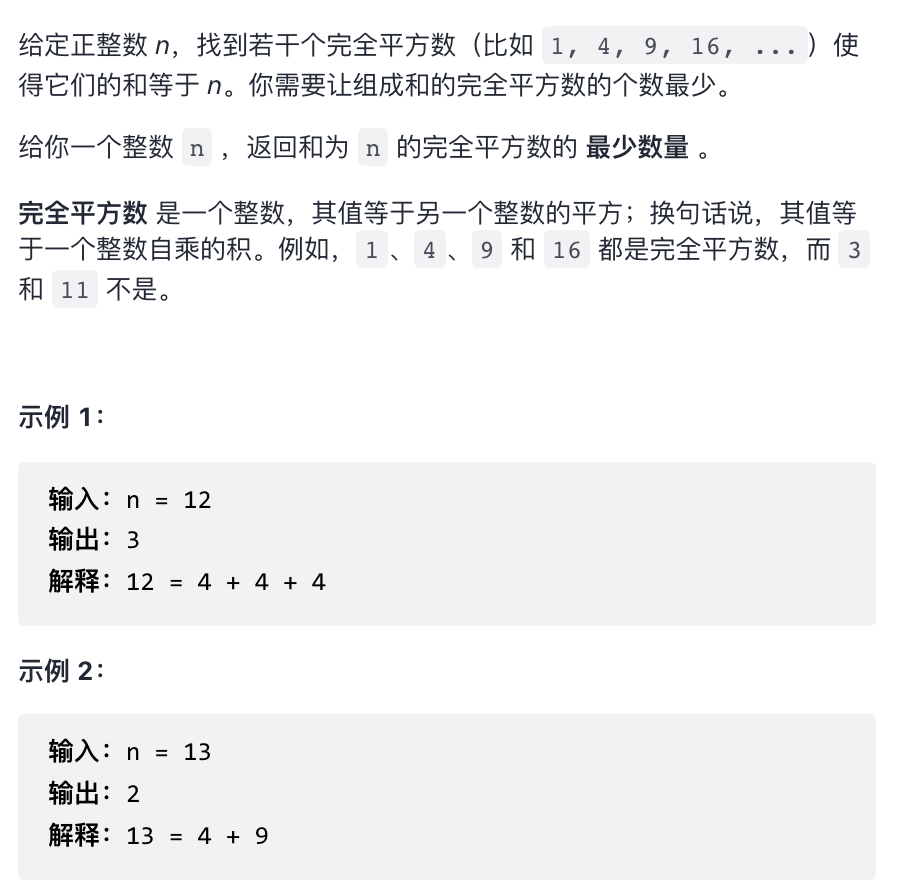 给定正整数 n，找到若干个完全平方数（比如 1, 4, 9, 16, ...）使
得它们的和等于 n。你需要让组成和的完全平方数的个数最少。
给你一个整数 n ，返回和为 n 的完全平方数的 最少数量 。
完全平方数 是一个整数，其值等于另一个整数的平方；换句话说，其值等
于一个整数自乘的积。例如，1、4、9 和 16 都是完全平方数，而 3
和 11 不是。
示例 1：
输入：n = 12
输出：3
解释：12 = 4 + 4 + 4
示例 2：
输入：n = 13
输出：2
解释：13 = 4 + 9